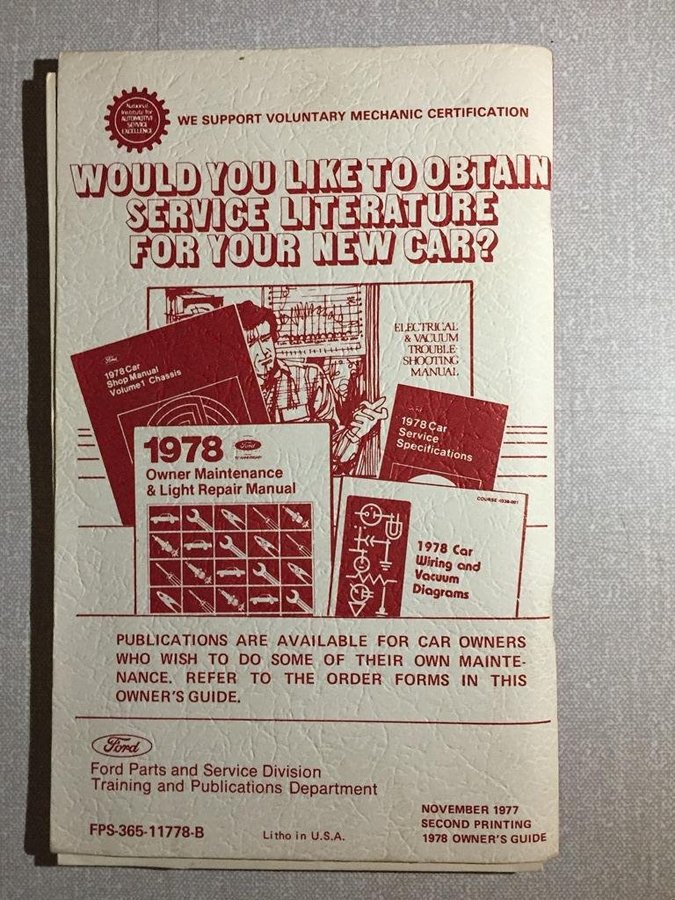 National
Institute for
AUTOMOTIVE
SERVICE
EXCELLENCE
WE SUPPORT VOLUNTARY MECHANIC CERTIFICATION
WOULD YOU LIKE TO OBTAIN
SERVICE LITERATURE
FOR YOUR NEW CAR?
ELECTRICAL
& VACUUM
TROUBLE-
SHOOTING
MANUAL
Ford
1978 Car
Shop Manual
Volume 1 Chassis
1978 Car
Service
Specifications
1978
Ford
Owner Maintenance
& Light Repair Manual
1978 Car
Wiring and
Vacuum
Diagrams
PUBLICATIONS ARE AVAILABLE FOR CAR OWNERS
WHO WISH TO DO SOME OF THEIR OWN MAINTE-
NANCE. REFER TO THE ORDER FORMS IN THIS
OWNER'S GUIDE.
Ford
Ford Parts and Service Division
Training and Publications Department
FPS-365-11778-B
Litho in U.S.A.
NOVEMBER 1977
SECOND PRINTING
1978 OWNER'S GUIDE